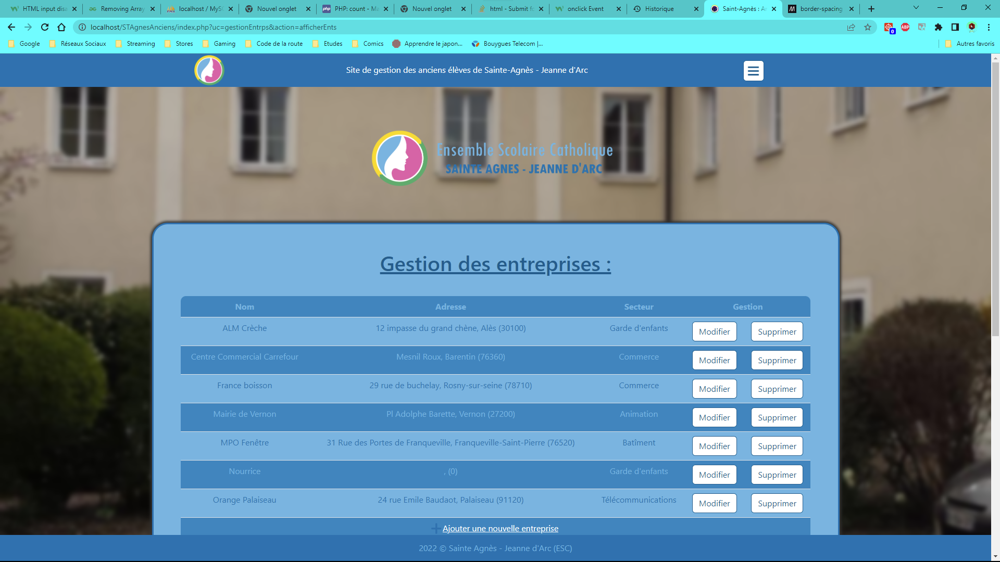 HTML input disa
Removing Array
localhost / MyS
Nouvel onglet
PHP: count - Ma
Nouvel onglet
html - Submit fo
onclick Event
Historique
Saint-Agnès : A
border-spacing
localhost/STAgnesAnciens/index.php?uc=gestionEntrps&action=afficherEnts
0
ABP
Google
Réseaux Sociaux
Streaming
Stores
Gaming
Code de la route
Etudes
Comics
Apprendre le japon...
Bouygues Telecom |...
Autres favoris
Site de gestion des anciens élèves de Sainte-Agnès - Jeanne d'Arc
Ensemble Scolaire Catholique
SAINTE AGNES - JEANNE D'ARC
Gestion des entreprises :
Nom Adresse Secteur Gestion
ALM Crèche 12 impasse du grand chène, Alès (30100) Garde d'enfants Modifier Supprimer
Centre Commercial Carrefour Mesnil Roux, Barentin (76360) Commerce Modifier Supprimer
France boisson 29 rue de buchelay, Rosny-sur-seine (78710) Commerce Modifier Supprimer
Mairie de Vernon Pl Adolphe Barette, Vernon (27200) Animation Modifier Supprimer
MPO Fenêtre 31 Rue des Portes de Franqueville, Franqueville-Saint-Pierre (76520) Batîment Modifier Supprimer
Nourrice , (0) Garde d'enfants Modifier Supprimer
Orange Palaiseau 24 rue Emile Baudaot, Palaiseau (91120) Télécommunications Modifier Supprimer
Ajouter une nouvelle entreprise
2022 © Sainte Agnès - Jeanne d'Arc (ESC)